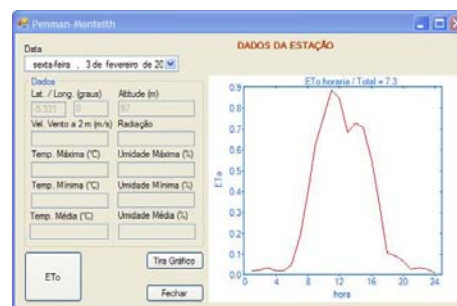 Penman-Monteith
Data
sexta-feira , 3 de fevereiro de 20
DADOS DA ESTAÇÃO
Dados
Lat. / Long. (graus) Altitude (m)
0 97
Vel. Vento a 2 m (m/s) Radiação
Temp. Máxima (°C) Umidade Máxima (%)
Temp. Mínima (°C) Umidade Mínima (%)
Temp. Média (°C) Umidade Média (%)
ETo
Tira Gráfico
Fechar
ETo horaria / Total = 7.3
0.9
0.8
0.7
0.6
0.5
0.4
0.3
0.2
0.1
0.0
ETo
0 4 8 12 16 20 24
hora